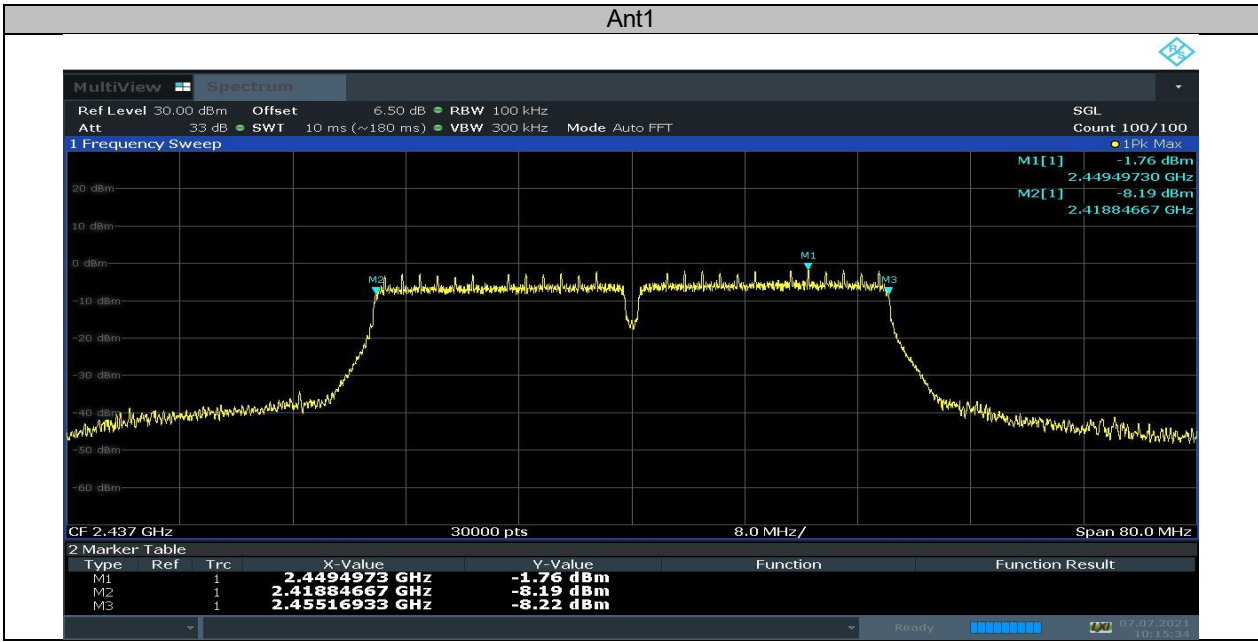 Ant1
R&S
MultiView Spectrum
Ref Level 30.00 dBm Offset 6.50 dB RBW 100 kHz SGL
Att 33 dB SWT 10 ms (~180 ms) VBW 300 kHz Mode Auto FFT Count 100/100
1 Frequency Sweep 1Pk Max
M1[1] -1.76 dBm
2.44949730 GHz
20 dBm
M2[1] -8.19 dBm
2.41884667 GHz
10 dBm
M1
0 dBm
M2 M3
-10 dBm
-20 dBm
-30 dBm
-40 dBm
-50 dBm
-60 dBm
CF 2.437 GHz 30000 pts 8.0 MHz/ Span 80.0 MHz
2 Marker Table
Type Ref Trc X-Value Y-Value Function Function Result
M1 1 2.4494973 GHz -1.76 dBm
M2 1 2.41884667 GHz -8.19 dBm
M3 1 2.45516933 GHz -8.22 dBm
Ready LXI 07.07.2021
10:15:34